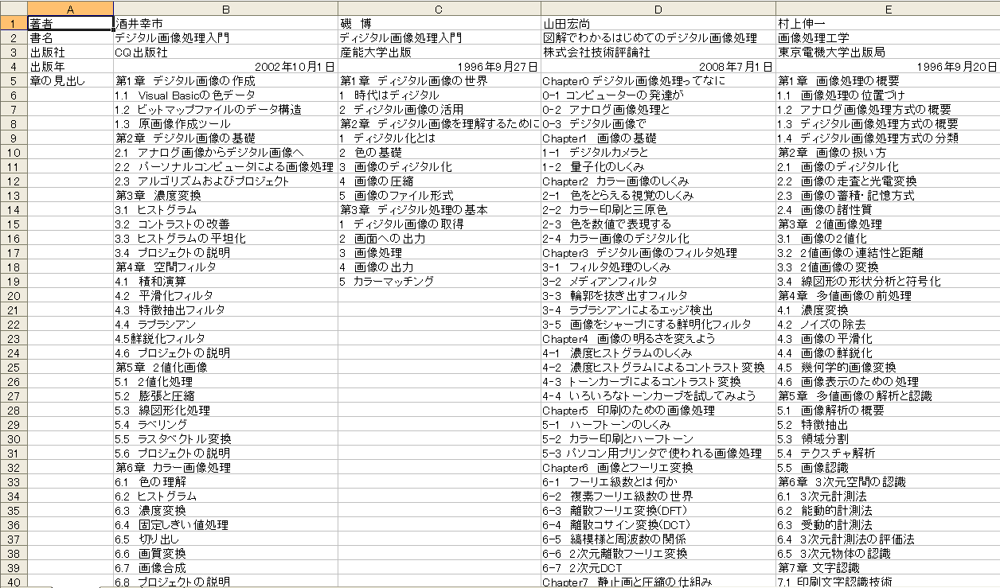 A B C D E
1 著者 酒井幸市 磯　博 山田宏尚 村上伸一
2 書名 デジタル画像処理入門 ディジタル画像処理入門 図解でわかるはじめてのデジタル画像処理 画像処理工学
3 出版社 CQ出版社 産能大学出版 株式会社技術評論社 東京電機大学出版局
4 出版年 2002年10月1日 1996年9月27日 2008年7月1日 1996年9月20日
5 章の見出し 第1章 デジタル画像の作成 第1章 ディジタル画像の世界 Chapter0 デジタル画像処理ってなに 第1章 画像処理の概要
6 1.1 Visual Basicの色データ 1 時代はディジタル 0-1 コンピューターの発達が 1.1 画像処理の位置づけ
7 1.2 ビットマップファイルのデータ構造 2 ディジタル画像の活用 0-2 アナログ画像処理と 1.2 アナログ画像処理方式の概要
8 1.3 原画像作成ツール 第2章 ディジタル画像を理解するために 0-3 デジタル画像で 1.3 ディジタル画像処理方式の概要
9 第2章 デジタル画像の基礎 1 ディジタル化とは Chapter1 画像の基礎 1.4 ディジタル画像処理方式の分類
10 2.1 アナログ画像からデジタル画像へ 2 色の基礎 1-1 デジタルカメラと 第2章 画像の扱い方
11 2.2 パーソナルコンピュータによる画像処理 3 画像のディジタル化 1-2 量子化のしくみ 2.1 画像のディジタル化
12 2.3 アルゴリズムおよびプロジェクト 4 画像の圧縮 Chapter2 カラー画像のしくみ 2.2 画像の走査と光電変換
13 第3章 濃度変換 5 画像のファイル形式 2-1 色をとらえる視覚のしくみ 2.3 画像の蓄積・記憶方式
14 3.1 ヒストグラム 第3章 ディジタル処理の基本 2-2 カラー印刷と三原色 2.4 画像の諸性質
15 3.2 コントラストの改善 1 ディジタル画像の取得 2-3 色を数値で表現する 第3章 2値画像処理
16 3.3 ヒストグラムの平坦化 2 画面への出力 2-4 カラー画像のデジタル化 3.1 画像の2値化
17 3.4 プロジェクトの説明 3 画像処理 Chapter3 デジタル画像のフィルタ処理 3.2 2値画像の連結性と距離
18 第4章 空間フィルタ 4 画像の出力 3-1 フィルタ処理のしくみ 3.3 2値画像の変換
19 4.1 積和演算 5 カラーマッチング 3-2 メディアンフィルタ 3.4 線図形の形状分析と符号化
20 4.2 平滑化フィルタ 3-3 輪郭を抜き出すフィルタ 第4章 多値画像の前処理
21 4.3 特徴抽出フィルタ 3-4 ラプラシアンによるエッジ検出 4.1 濃度変換
22 4.4 ラプラシアン 3-5 画像をシャープにする鮮明化フィルタ 4.2 ノイズの除去
23 4.5鮮鋭化フィルタ Chapter4 画像の明るさを変えよう 4.3 画像の平滑化
24 4.6 プロジェクトの説明 4-1 濃度ヒストグラムのしくみ 4.4 画像の鮮鋭化
25 第5章 2値化画像 4-2 濃度ヒストグラムによるコントラスト変換 4.5 幾何学的画像変換
26 5.1 2値化処理 4-3 トーンカーブによるコントラスト変換 4.6 画像表示のための処理
27 5.2 膨張と圧縮 4-4 いろいろなトーンカーブを試してみよう 第5章 多値画像の解析と認識
28 5.3 線図形化処理 Chapter5 印刷のための画像処理 5.1 画像解析の概要
29 5.4 ラベリング 5-1 ハーフトーンのしくみ 5.2 特徴抽出
30 5.5 ラスタベクトル変換 5-2 カラー印刷とハーフトーン 5.3 領域分割
31 5.6 プロジェクトの説明 5-3 パソコン用プリンタで使われる画像処理 5.4 テクスチャ解析
32 第6章 カラー画像処理 Chapter6 画像とフーリエ変換 5.5 画像認識
33 6.1 色の理解 6-1 フーリエ級数とは何か 第6章 3次元空間の認識
34 6.2 ヒストグラム 6-2 複素フーリエ級数の世界 6.1 3次元計測法
35 6.3 濃度変換 6-3 離散フーリエ変換(DFT) 6.2 能動的計測法
36 6.4 固定しきい値処理 6-4 離散コサイン変換(DCT) 6.3 受動的計測法
37 6.5 切り出し 6-5 縞模様と周波数の関係 6.4 3次元計測法の評価法
38 6.6 画質変換 6-6 2次元離散フーリエ変換 6.5 3次元物体の認識
39 6.7 画像合成 6-7 2次元DCT 第7章 文字認識
40 6.8 プロジェクトの説明 Chapter7 静止画と圧縮の仕組み 7.1 印刷文字認識技術